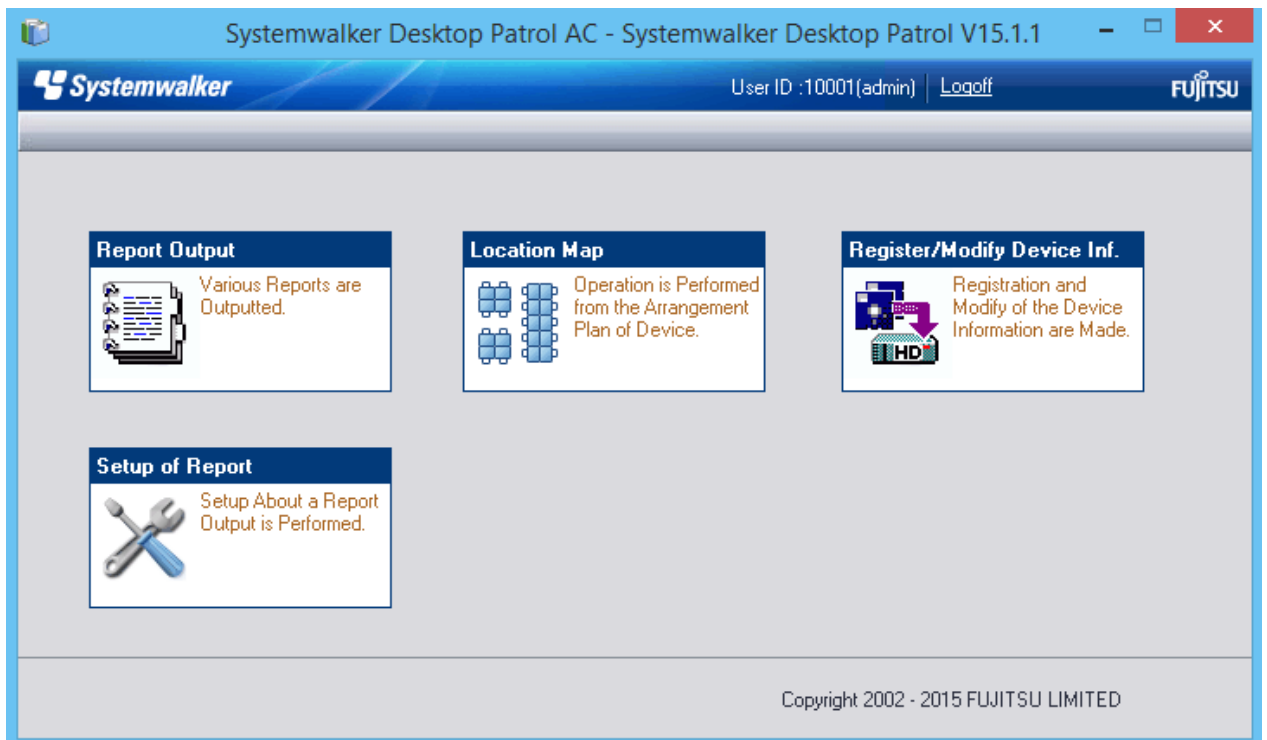 Systemwalker Desktop Patrol AC - Systemwalker Desktop Patrol V15.1.1
Systemwalker
User ID :10001(admin)
Logoff
FUJITSU
Report Output
Various Reports are
Outputted.
Location Map
Operation is Performed
from the Arrangement
Plan of Device.
Register/Modify Device Inf.
Registration and
Modify of the Device
Information are Made.
HD
Setup of Report
Setup About a Report
Output is Performed.
Copyright 2002 - 2015 FUJITSU LIMITED